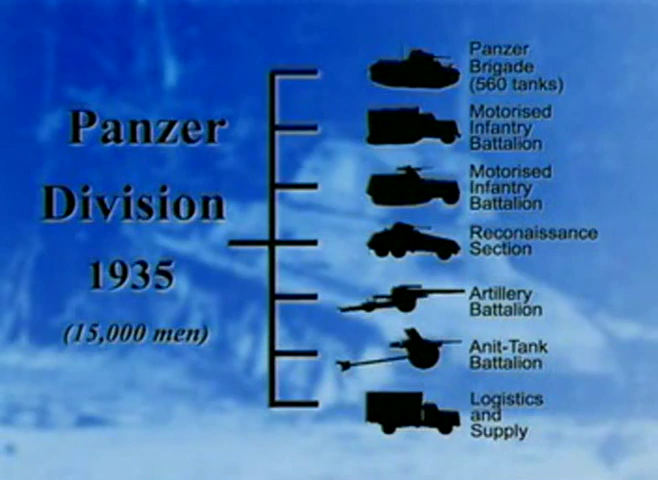 Panzer
Division
1935
(15,000 men)
Panzer
Brigade
(560 tanks)
Motorised
Infantry
Battalion
Motorised
Infantry
Battalion
Reconaissance
Section
Artillery
Battalion
Anit-Tank
Battalion
Logistics
and
Supply